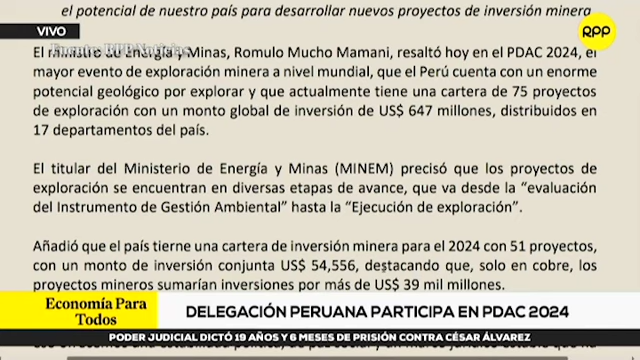 el potencial de nuestro país para desarrollar nuevos proyectos de inversión minera
VIVO
RPP
Fuente: RPP Noticias
El ministro de Energía y Minas, Romulo Mucho Mamani, resaltó hoy en el PDAC 2024, el
mayor evento de exploración minera a nivel mundial, que el Perú cuenta con un enorme
potencial geológico por explorar y que actualmente tiene una cartera de 75 proyectos
de exploración con un monto global de inversión de US$ 647 millones, distribuidos en
17 departamentos del país.
El titular del Ministerio de Energía y Minas (MINEM) precisó que los proyectos de
exploración se encuentran en diversas etapas de avance, que va desde la “evaluación
del Instrumento de Gestión Ambiental” hasta la “Ejecución de exploración”.
Añadió que el país tierne una cartera de inversión minera para el 2024 con 51 proyectos,
con un monto de inversión conjunta US$ 54,556, destacando que, solo en cobre, los
proyectos mineros sumarían inversiones por más de US$ 39 mil millones.
Economía Para
Todos
DELEGACIÓN PERUANA PARTICIPA EN PDAC 2024
PODER JUDICIAL DICTÓ 19 AÑOS Y 6 MESES DE PRISIÓN CONTRA CÉSAR ÁLVAREZ